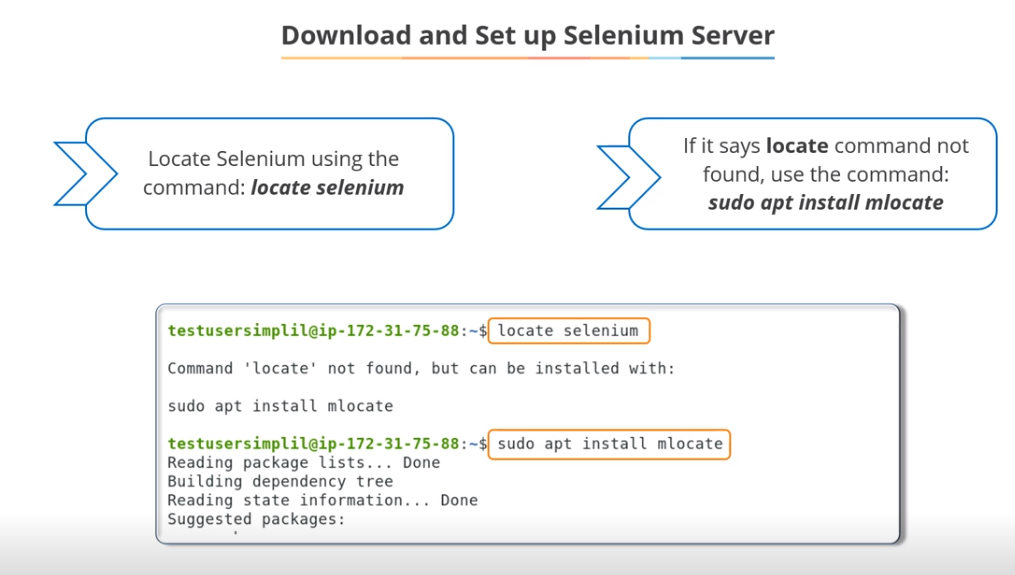 Download and Set up Selenium Server
Locate Selenium using the
command: locate selenium
If it says locate command not
found, use the command:
sudo apt install mlocate
testusersimplil@ip-172-31-75-88:~$ locate selenium
Command 'locate' not found, but can be installed with:
sudo apt install mlocate
testusersimplil@ip-172-31-75-88:~$ sudo apt install mlocate
Reading package lists... Done
Building dependency tree
Reading state information... Done
Suggested packages: